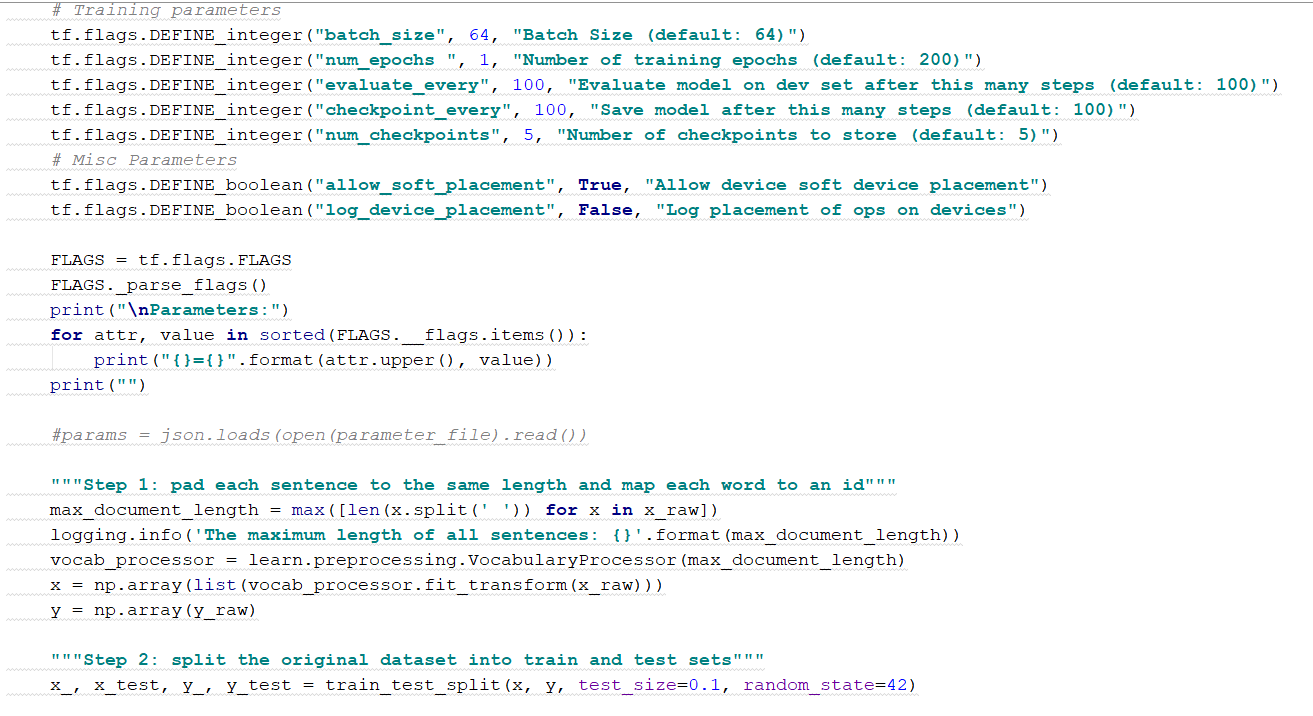 # Training parameters
tf.flags.DEFINE_integer("batch_size", 64, "Batch Size (default: 64)")
tf.flags.DEFINE_integer("num_epochs ", 1, "Number of training epochs (default: 200)")
tf.flags.DEFINE_integer("evaluate_every", 100, "Evaluate model on dev set after this many steps (default: 100)")
tf.flags.DEFINE_integer("checkpoint_every", 100, "Save model after this many steps (default: 100)")
tf.flags.DEFINE_integer("num_checkpoints", 5, "Number of checkpoints to store (default: 5)")
# Misc Parameters
tf.flags.DEFINE_boolean("allow_soft_placement", True, "Allow device soft device placement")
tf.flags.DEFINE_boolean("log_device_placement", False, "Log placement of ops on devices")
FLAGS = tf.flags.FLAGS
FLAGS._parse_flags()
print("\nParameters:")
for attr, value in sorted(FLAGS.__flags.items()):
    print("{}={}".format(attr.upper(), value))
print("")
#params = json.loads(open(parameter_file).read())
"""Step 1: pad each sentence to the same length and map each word to an id"""
max_document_length = max([len(x.split(' ')) for x in x_raw])
logging.info('The maximum length of all sentences: {}'.format(max_document_length))
vocab_processor = learn.preprocessing.VocabularyProcessor(max_document_length)
x = np.array(list(vocab_processor.fit_transform(x_raw)))
y = np.array(y_raw)
"""Step 2: split the original dataset into train and test sets"""
x_, x_test, y_, y_test = train_test_split(x, y, test_size=0.1, random_state=42)